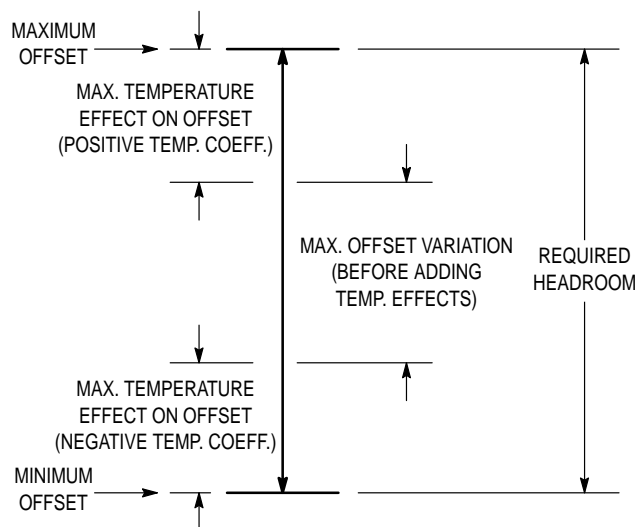 MAXIMUM
OFFSET
MAX. TEMPERATURE
EFFECT ON OFFSET
(POSITIVE TEMP. COEFF.)
MAX. OFFSET VARIATION
(BEFORE ADDING
TEMP. EFFECTS)
REQUIRED
HEADROOM
MAX. TEMPERATURE
EFFECT ON OFFSET
(NEGATIVE TEMP. COEFF.)
MINIMUM
OFFSET